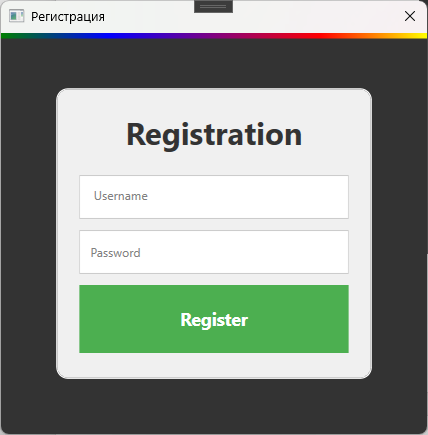 Регистрация
Registration
Username
Password
Register